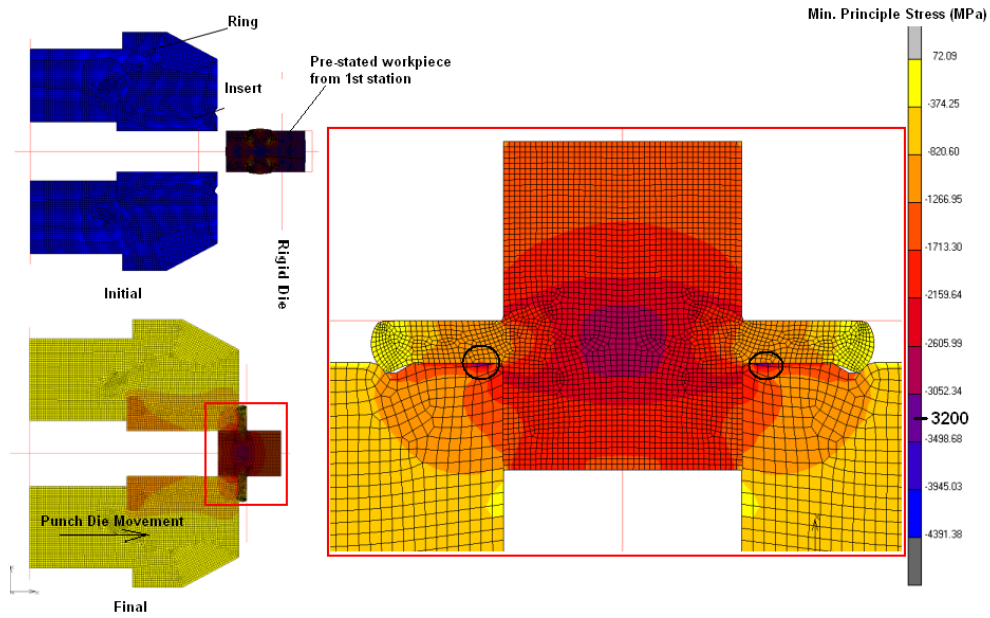 Min. Principle Stress (MPa)
Ring
Pre-stated workpiece
from 1st station
Insert
Rigid Die
Initial
72.09
-374.25
-820.60
-1266.95
-1713.30
-2159.64
-2605.99
-3052.34
3200
-3498.68
-3945.03
-4391.38
Punch Die Movement
Final